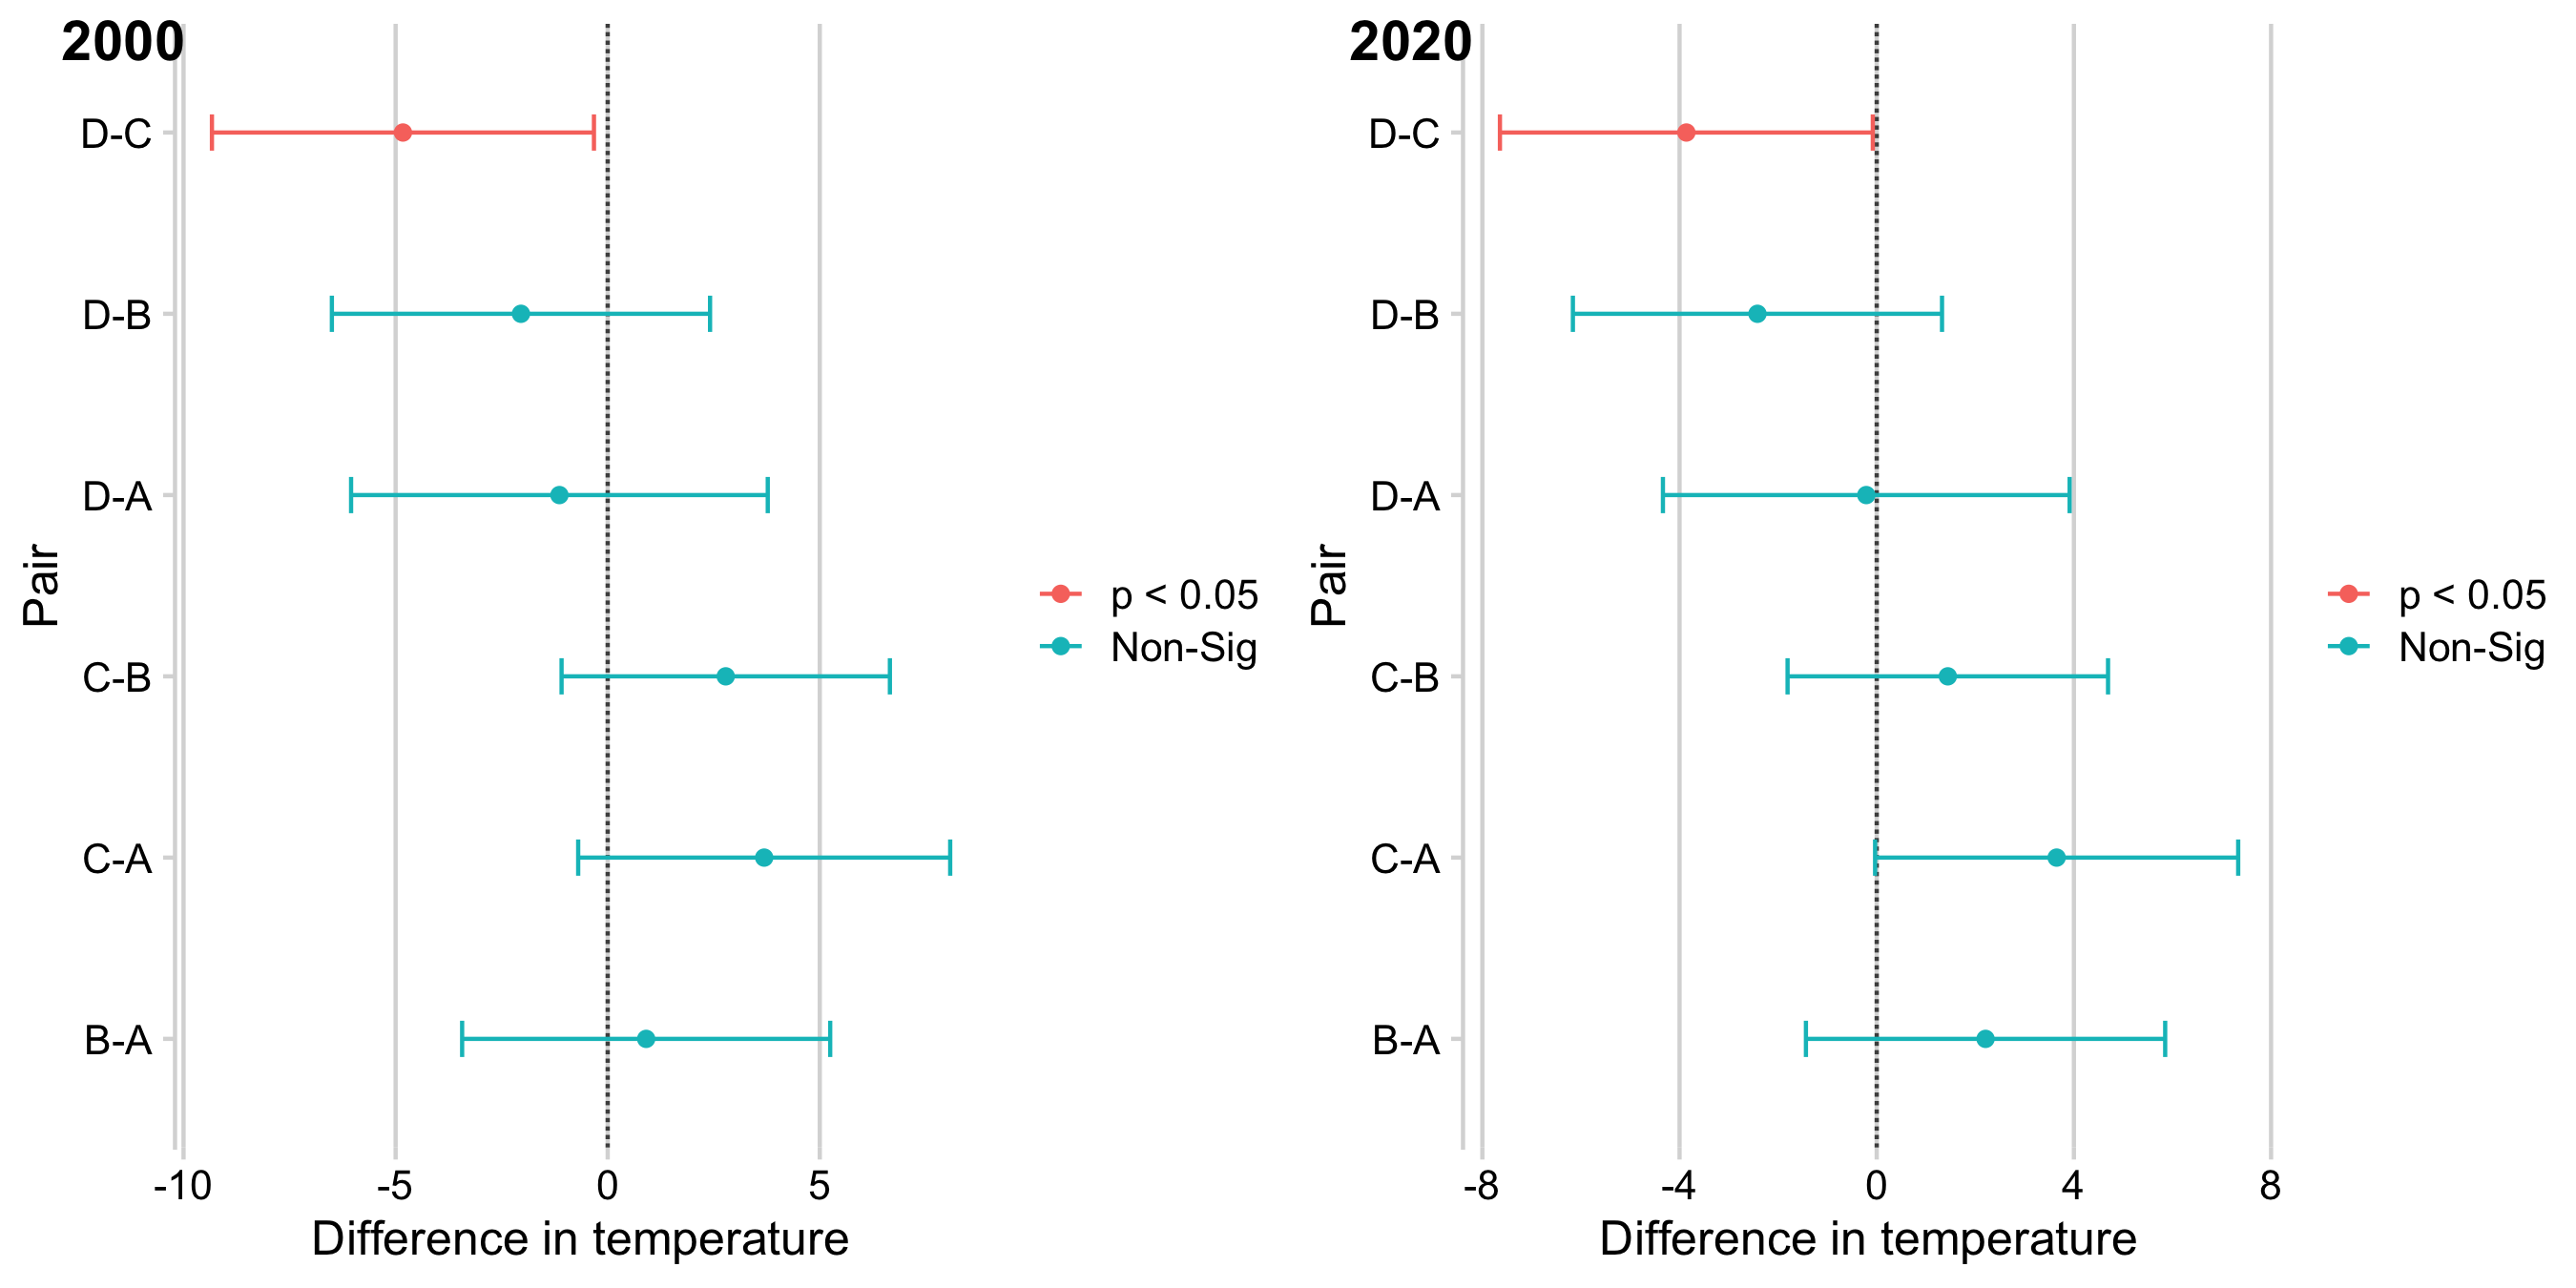 2000
D-C
D-B
D-A
C-B
C-A
B-A
Pair
-10 -5 0 5
Difference in temperature
p < 0.05
Non-Sig
2020
D-C
D-B
D-A
C-B
C-A
B-A
Pair
-8 -4 0 4 8
Difference in temperature
p < 0.05
Non-Sig